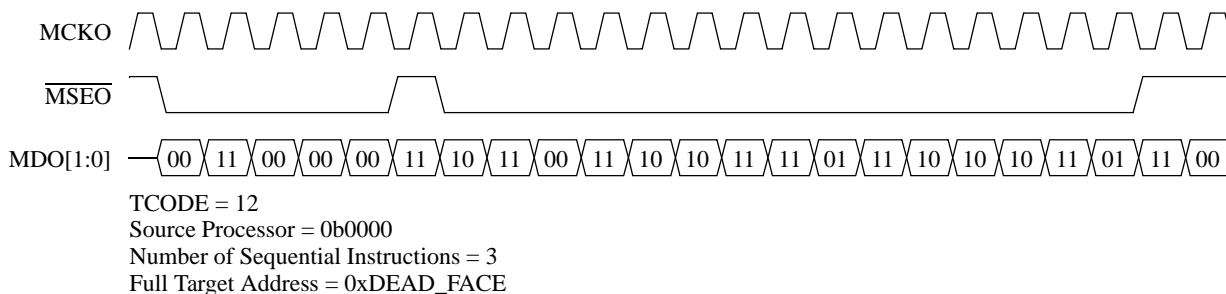 MCKO
MSEO
MDO[1:0] 00 11 00 00 00 11 10 11 00 11 10 10 11 11 01 11 10 10 10 11 01 11 00
TCODE = 12
Source Processor = 0b0000
Number of Sequential Instructions = 3
Full Target Address = 0xDEAD_FACE